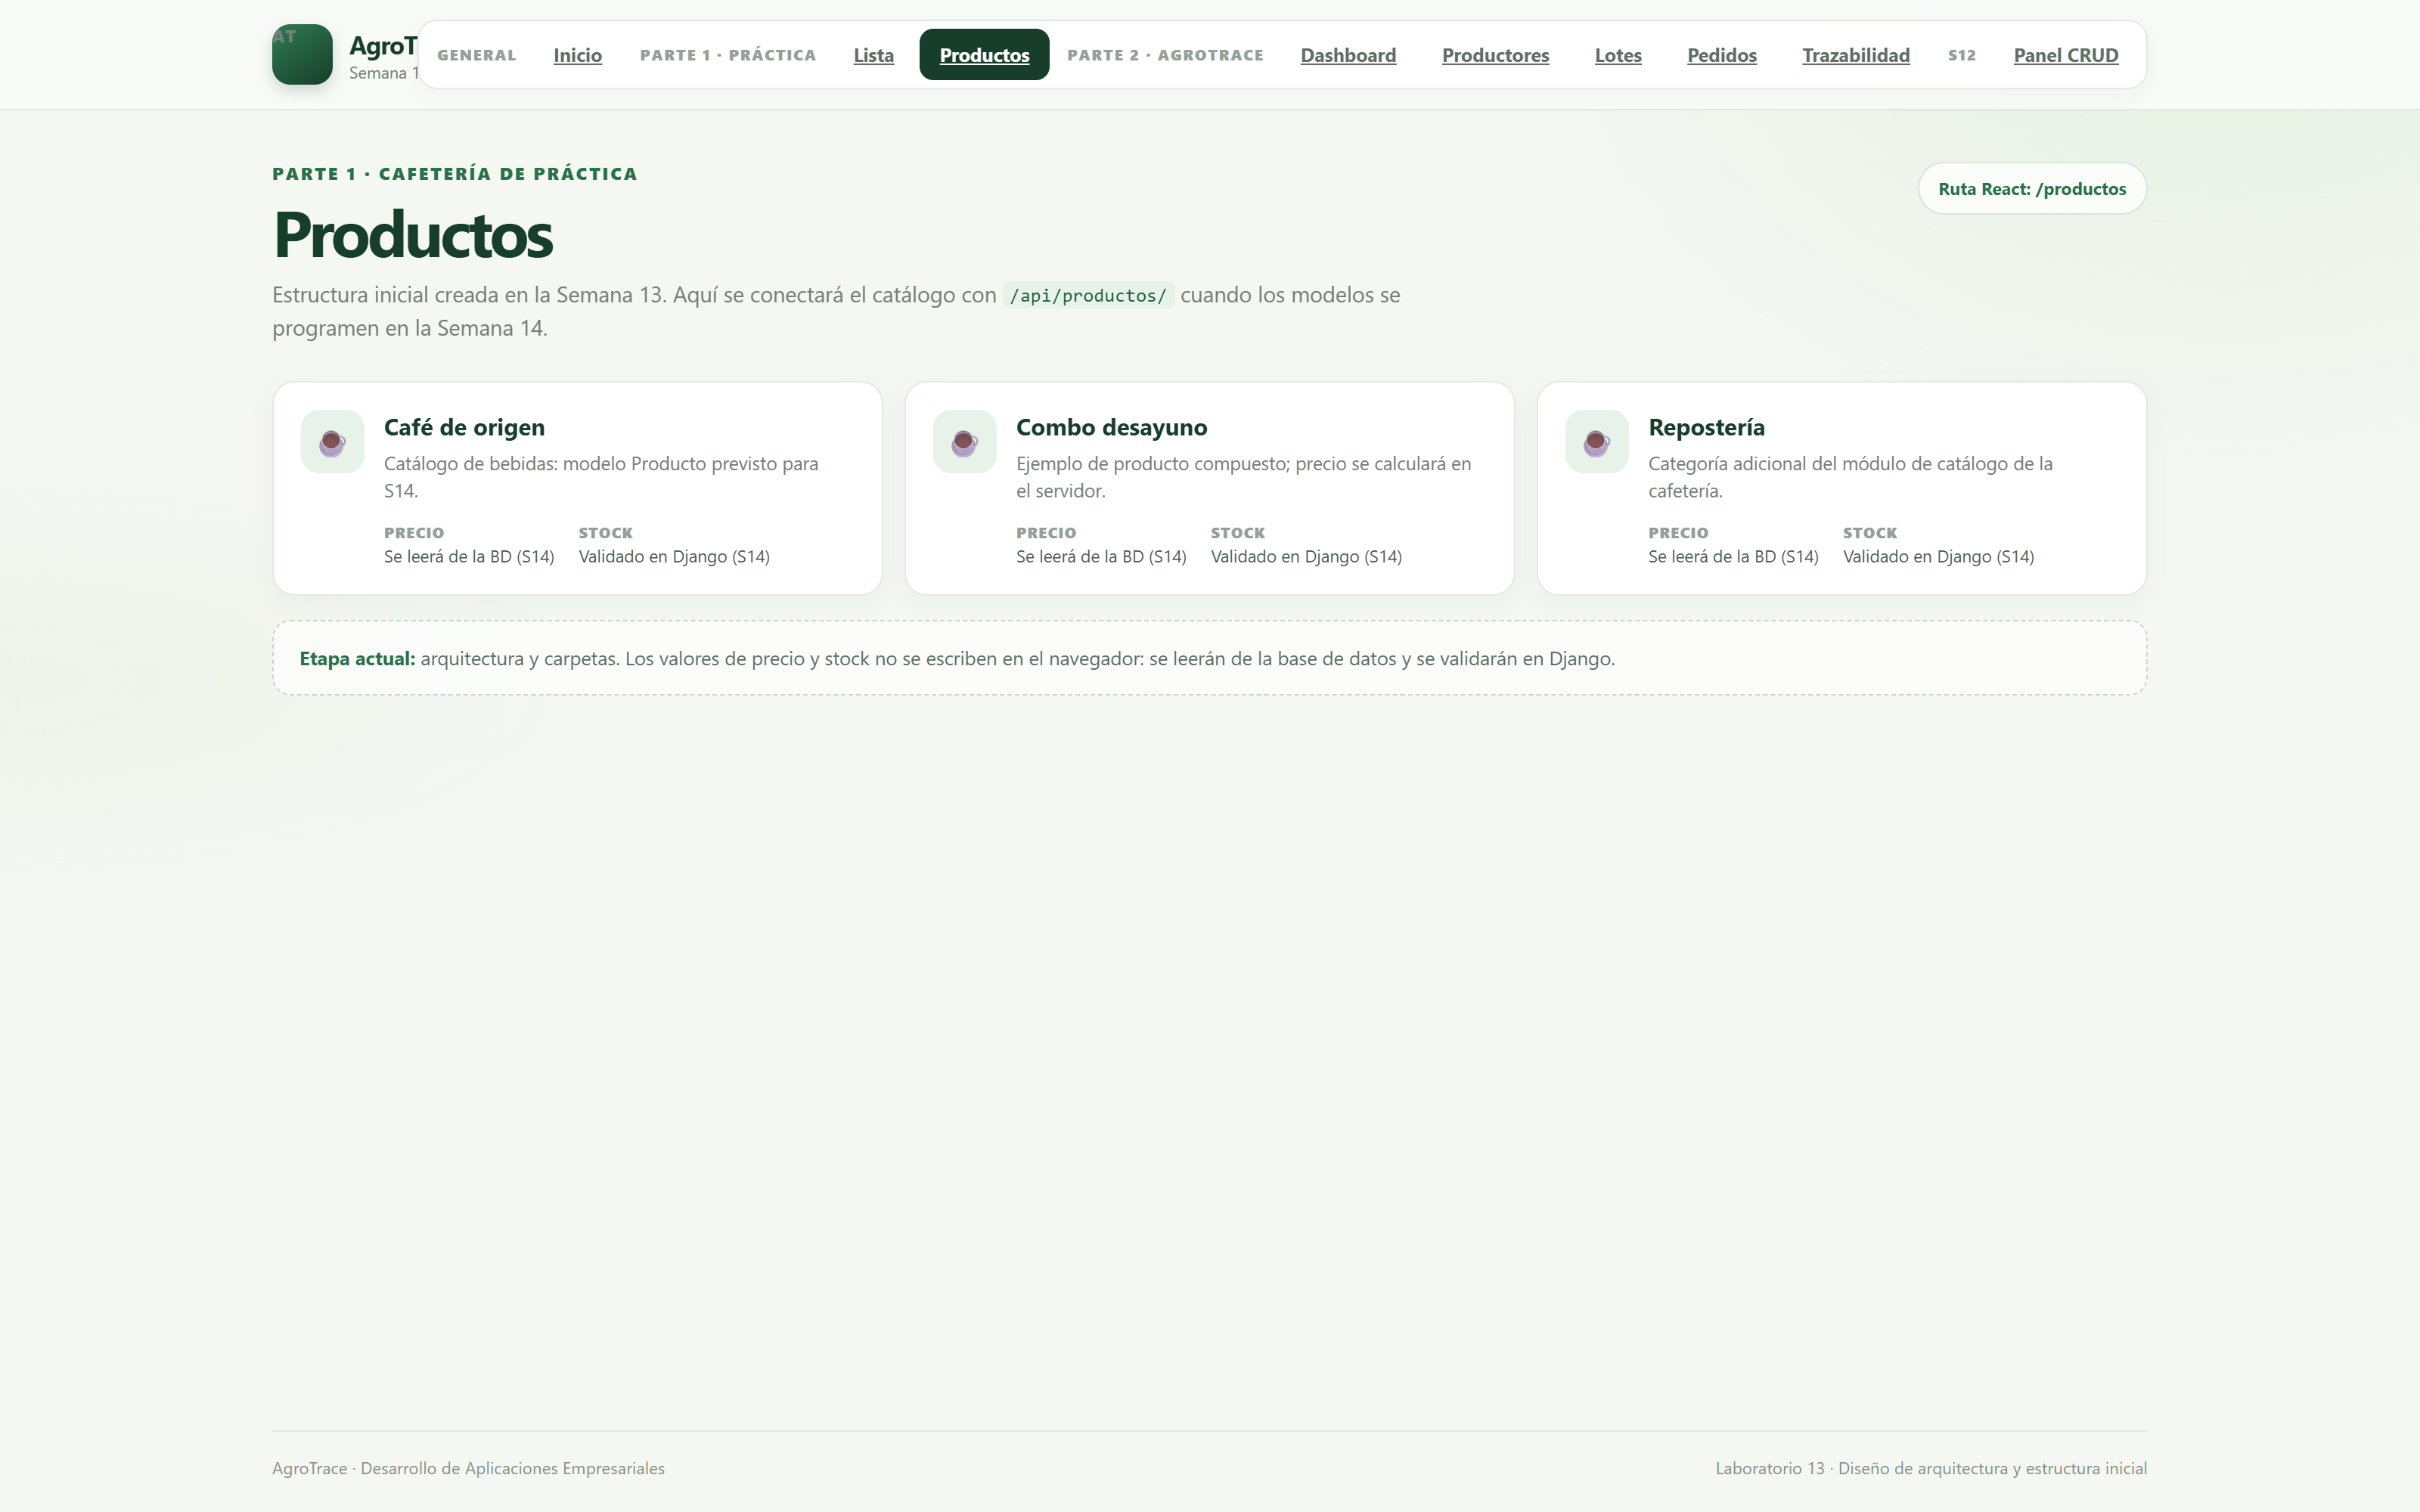 AT
AgroT
Semana 1
GENERAL Inicio PARTE 1 · PRÁCTICA Lista Productos PARTE 2 · AGROTRACE Dashboard Productores Lotes Pedidos Trazabilidad S12 Panel CRUD
PARTE 1 · CAFETERÍA DE PRÁCTICA
Ruta React: /productos
Productos
Estructura inicial creada en la Semana 13. Aquí se conectará el catálogo con /api/productos/ cuando los modelos se
programen en la Semana 14.
Café de origen
Catálogo de bebidas: modelo Producto previsto para
S14.
PRECIO STOCK
Se leerá de la BD (S14) Validado en Django (S14)
Combo desayuno
Ejemplo de producto compuesto; precio se calculará en
el servidor.
PRECIO STOCK
Se leerá de la BD (S14) Validado en Django (S14)
Repostería
Categoría adicional del módulo de catálogo de la
cafetería.
PRECIO STOCK
Se leerá de la BD (S14) Validado en Django (S14)
Etapa actual: arquitectura y carpetas. Los valores de precio y stock no se escriben en el navegador: se leerán de la base de datos y se validarán en Django.
AgroTrace · Desarrollo de Aplicaciones Empresariales
Laboratorio 13 · Diseño de arquitectura y estructura inicial